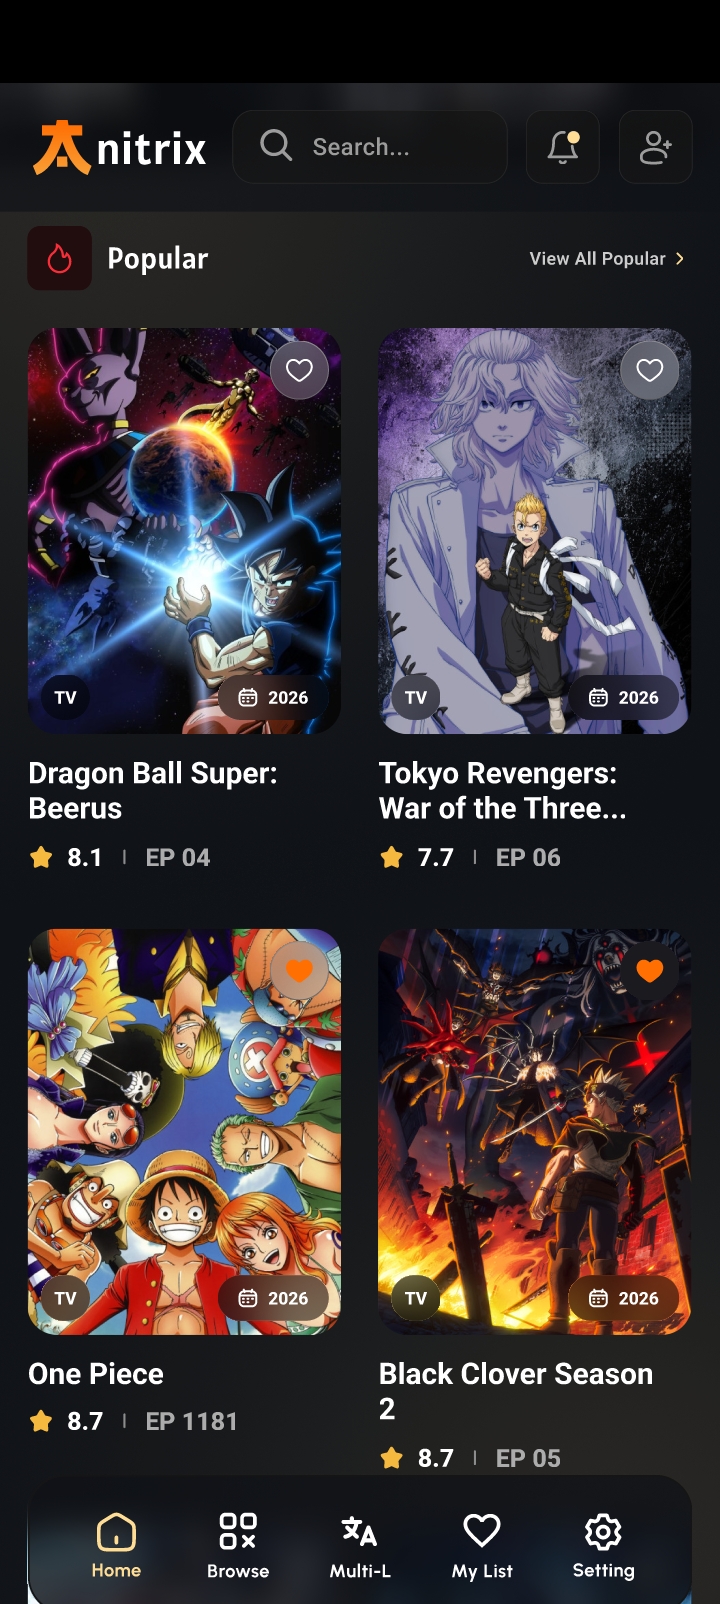 nitrix
Search...
Popular
View All Popular
TV
2026
TV
2026
Dragon Ball Super:
Beerus
Tokyo Revengers:
War of the Three...
8.1 | EP 04
7.7 | EP 06
TV
2026
TV
2026
One Piece
Black Clover Season
2
8.7 | EP 1181
8.7 | EP 05
Home
Browse
Multi-L
My List
Setting